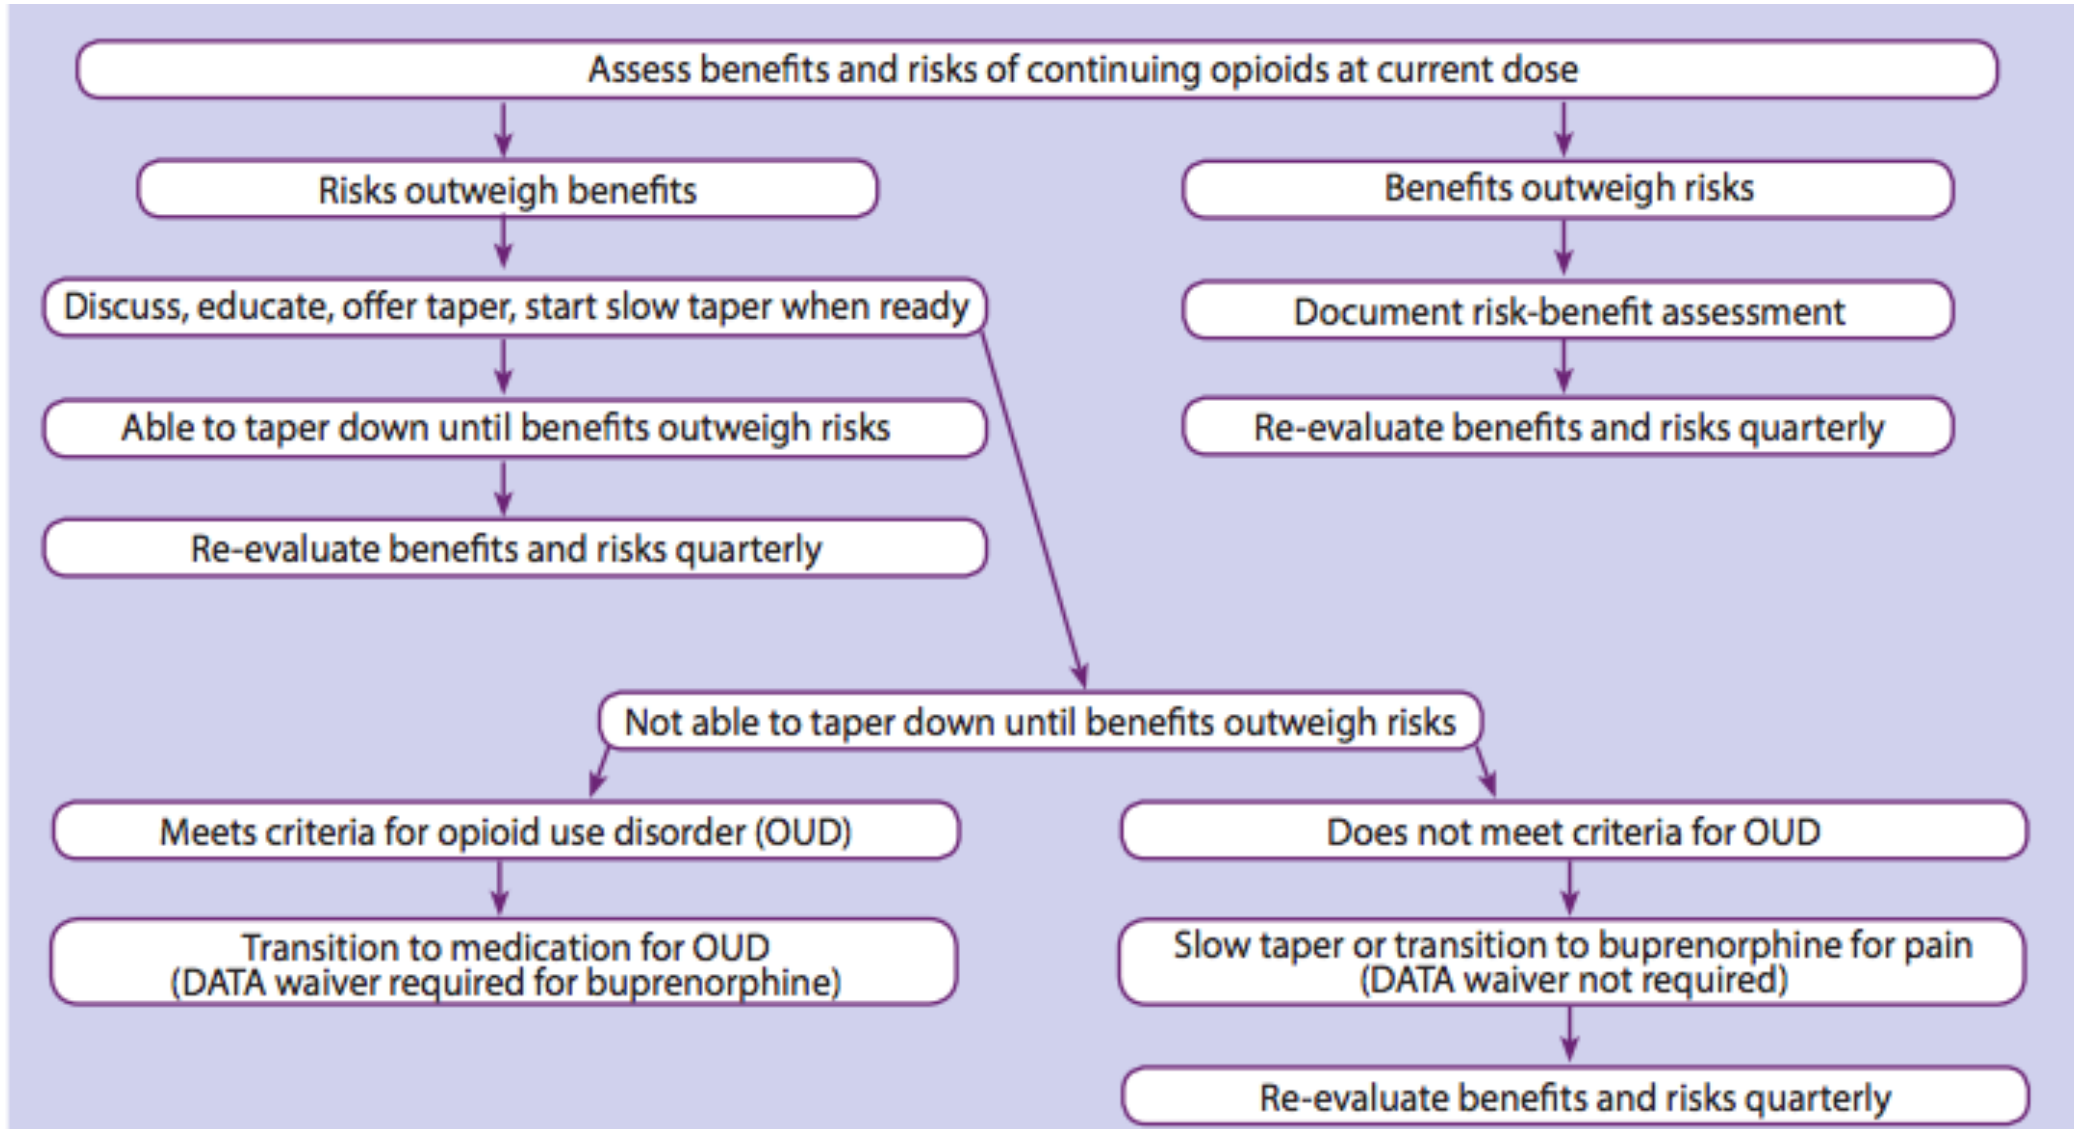 Assess benefits and risks of continuing opioids at current dose
Risks outweigh benefits
Benefits outweigh risks
Discuss, educate, offer taper, start slow taper when ready
Document risk-benefit assessment
Able to taper down until benefits outweigh risks
Re-evaluate benefits and risks quarterly
Re-evaluate benefits and risks quarterly
Not able to taper down until benefits outweigh risks
Meets criteria for opioid use disorder (OUD)
Does not meet criteria for OUD
Transition to medication for OUD
(DATA waiver required for buprenorphine)
Slow taper or transition to buprenorphine for pain
(DATA waiver not required)
Re-evaluate benefits and risks quarterly